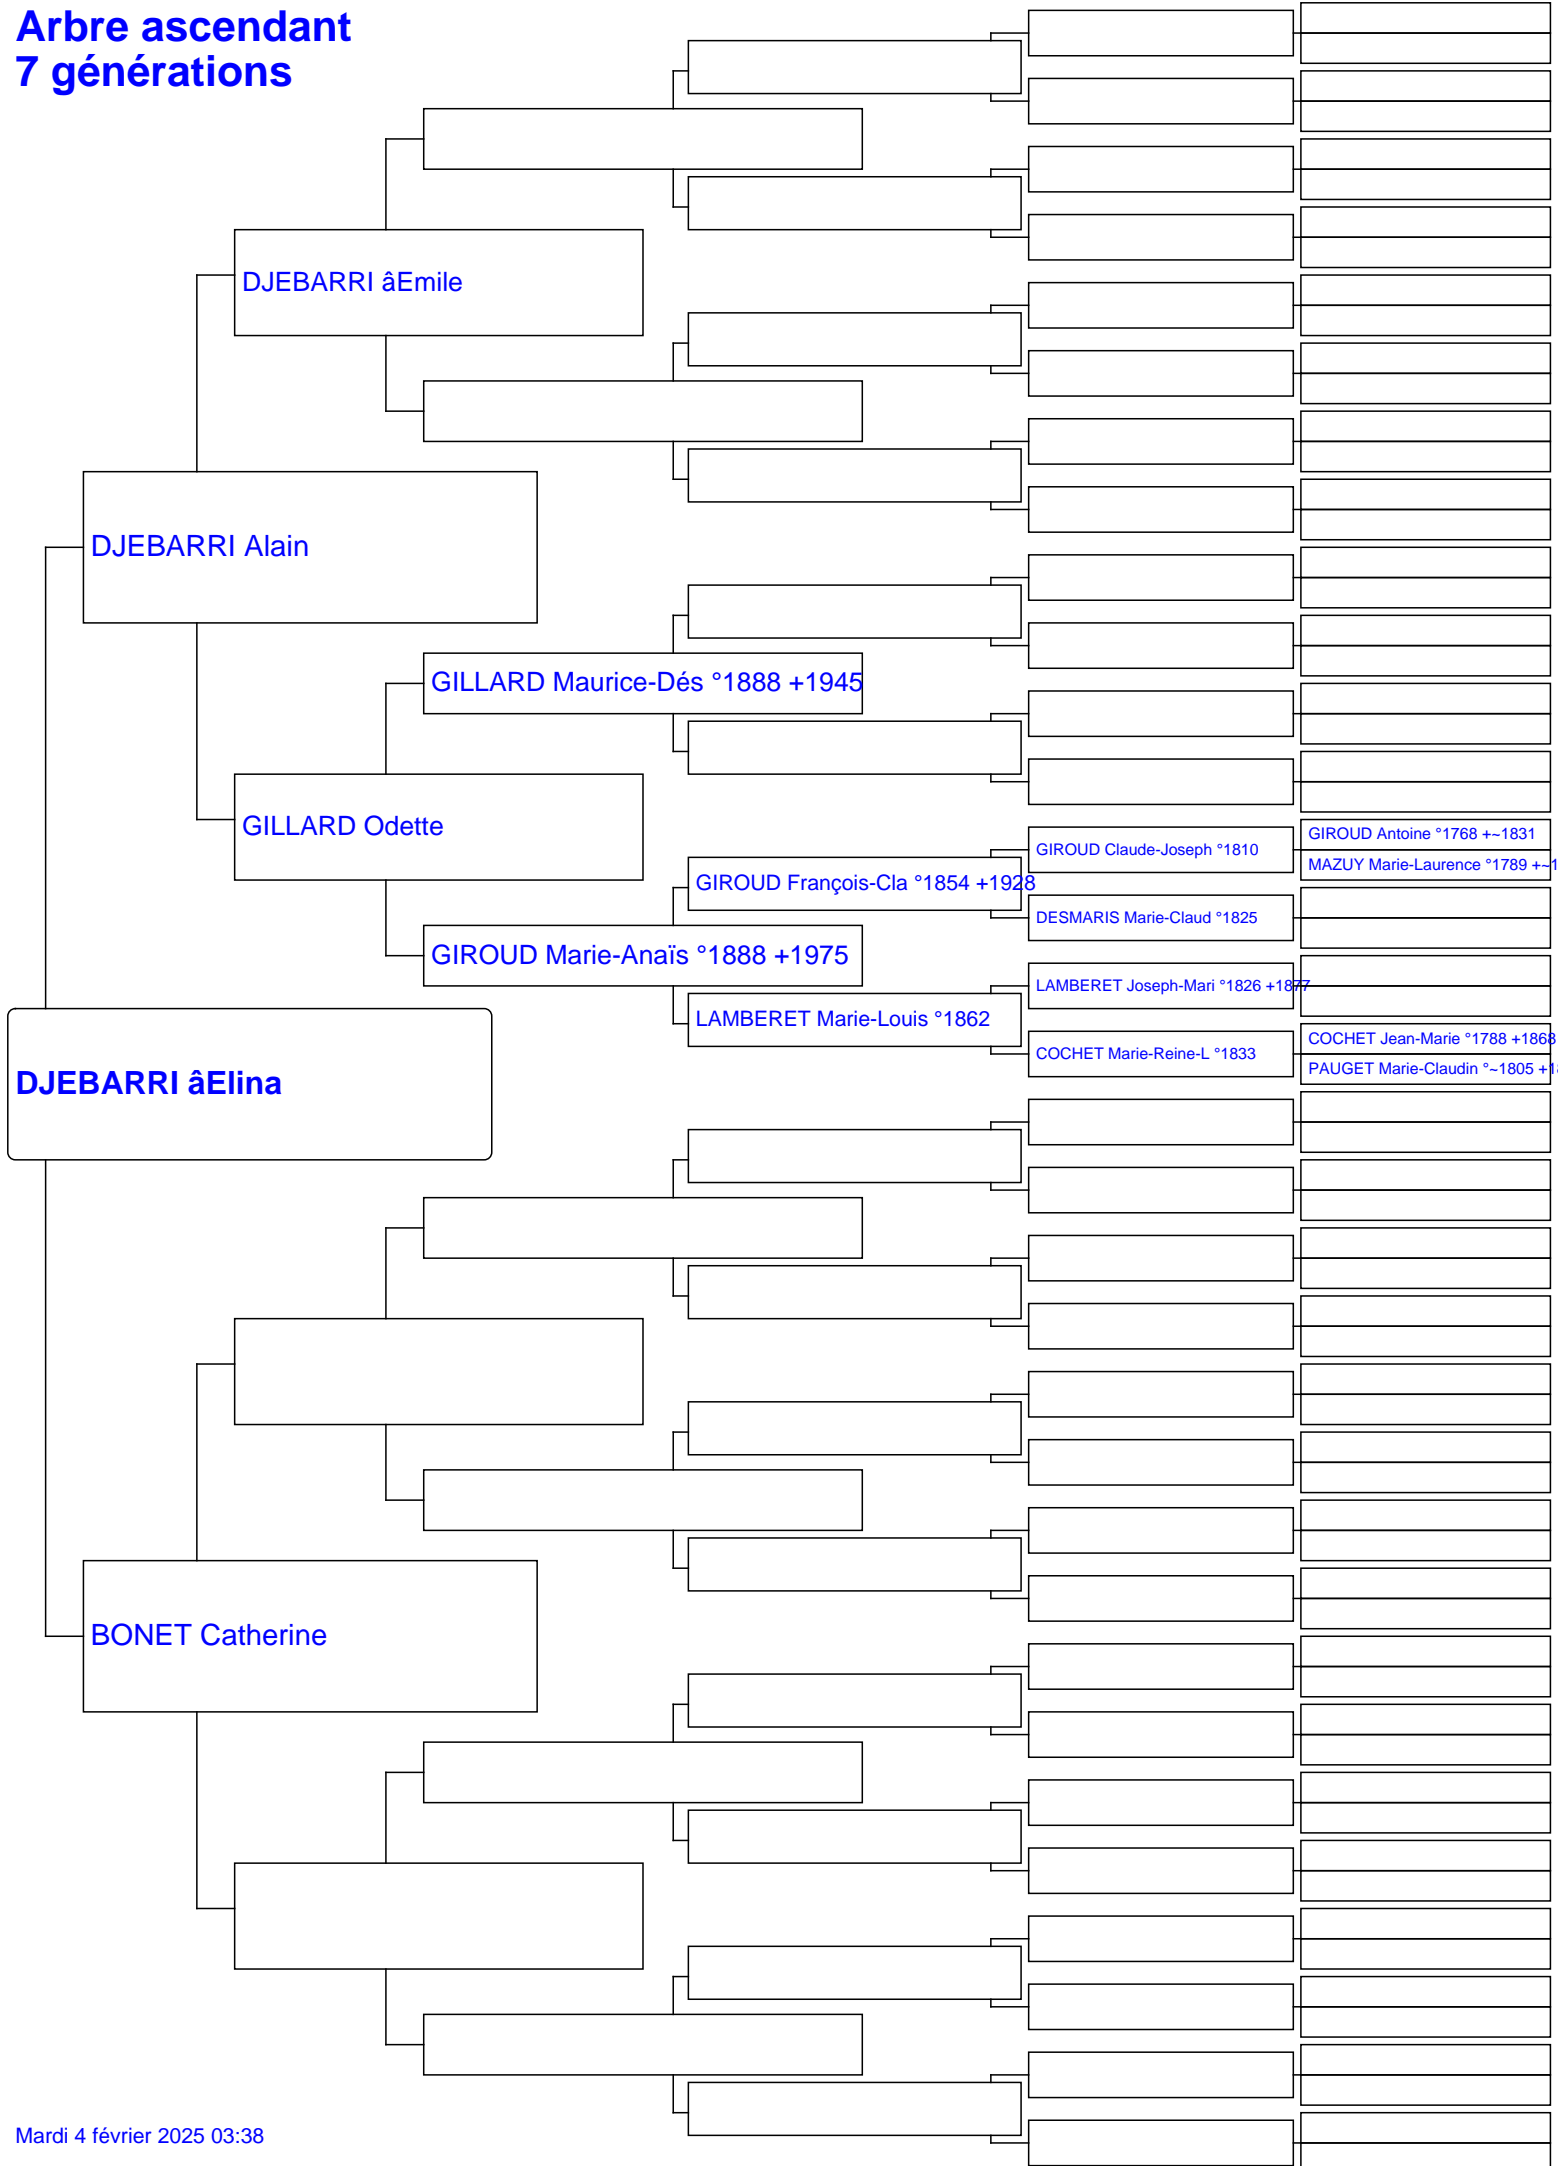 Arbre ascendant
7 générations
DJEBARRI âEmile
DJEBARRI Alain
GILLARD Maurice-Dés °1888 +1945
GILLARD Odette
GIROUD Antoine °1768 +~1831
GIROUD Claude-Joseph °1810
MAZUY Marie-Laurence °1789 +~1
GIROUD François-Cla °1854 +1928
DESMARIS Marie-Claud °1825
GIROUD Marie-Anaïs °1888 +1975
LAMBERET Joseph-Mari °1826 +1877
LAMBERET Marie-Louis °1862
COCHET Jean-Marie °1788 +1868
COCHET Marie-Reine-L °1833
PAUGET Marie-Claudin °~1805 +18
DJEBARRI âElina
BONET Catherine
Mardi 4 février 2025 03:38